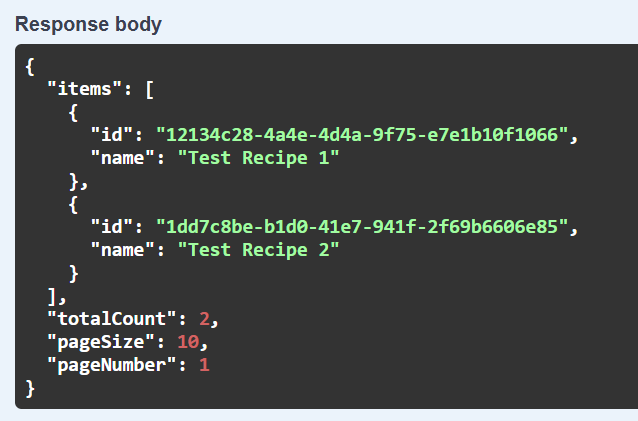 Response body
{
  "items": [
    {
      "id": "12134c28-4a4e-4d4a-9f75-e7e1b10f1066",
      "name": "Test Recipe 1"
    },
    {
      "id": "1dd7c8be-b1d0-41e7-941f-2f69b6606e85",
      "name": "Test Recipe 2"
    }
  ],
  "totalCount": 2,
  "pageSize": 10,
  "pageNumber": 1
}